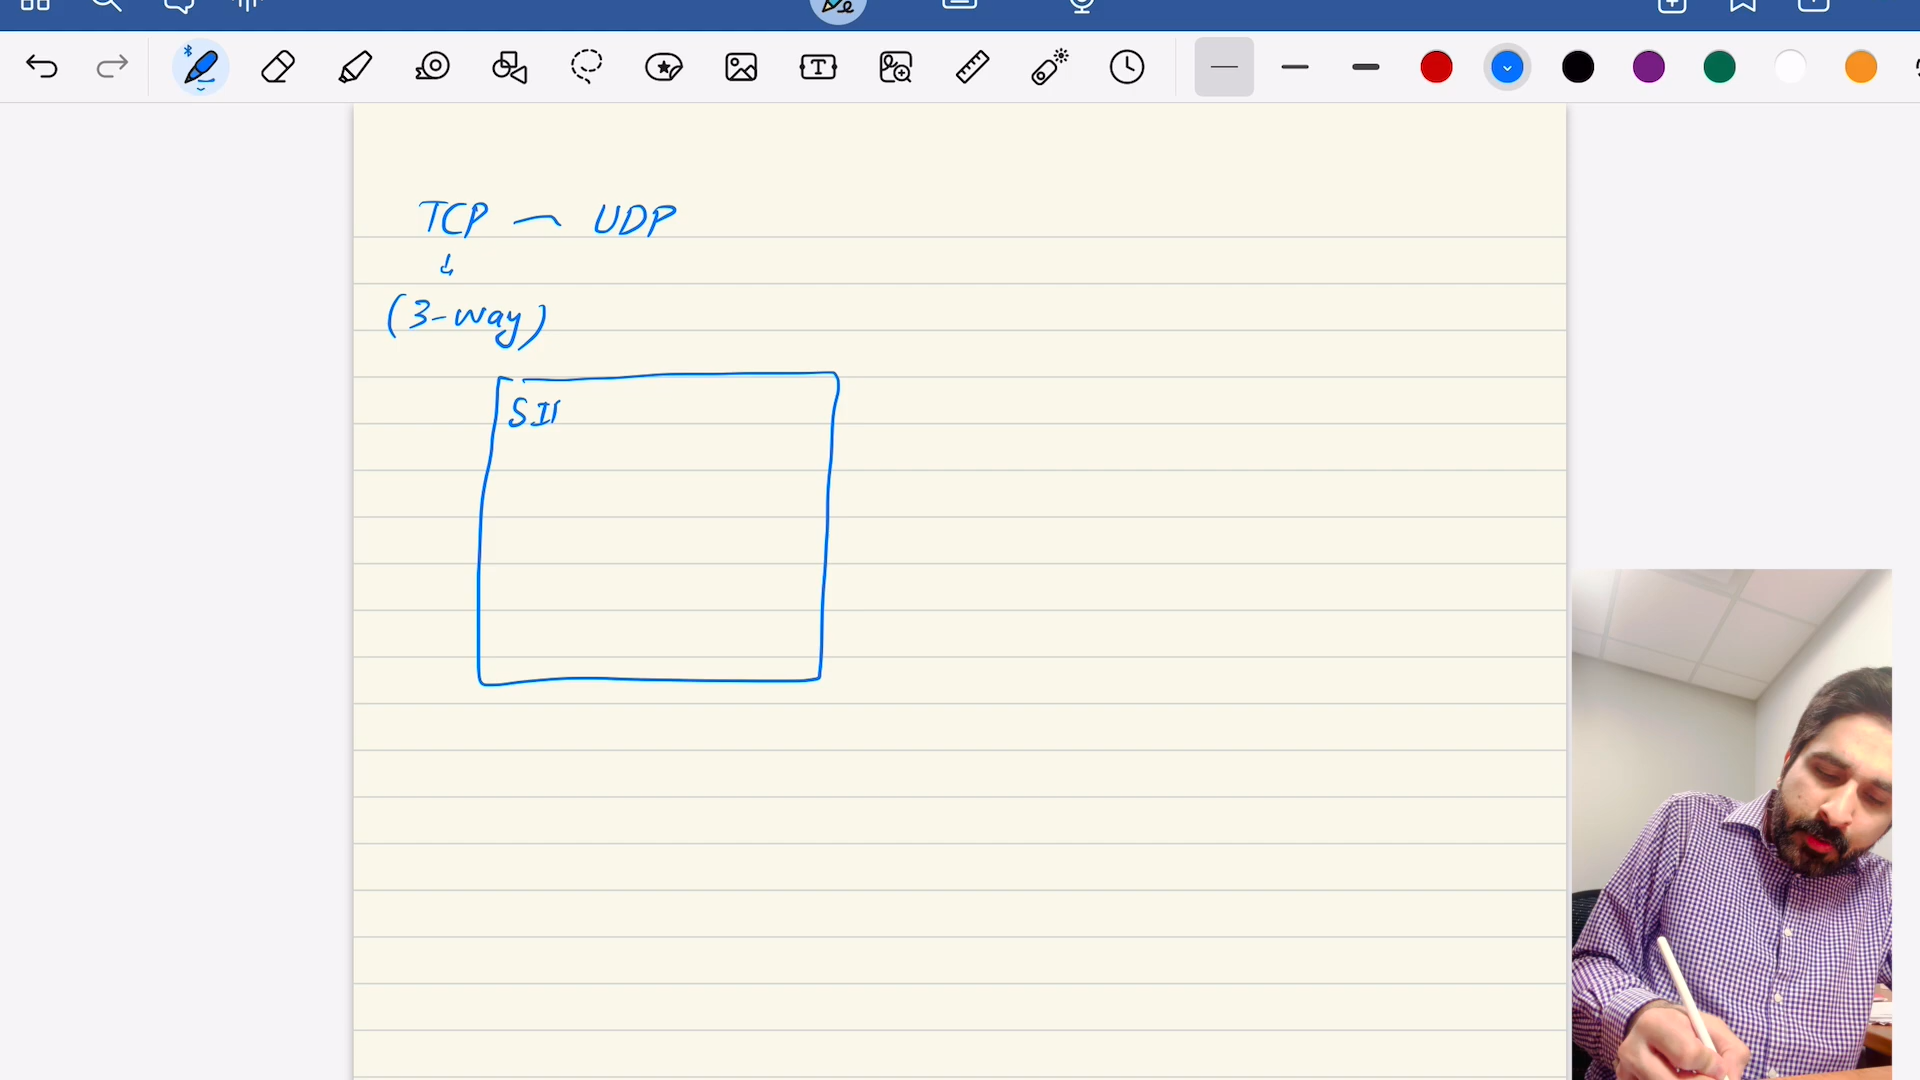 TCP — UDP
(3-way)
SII